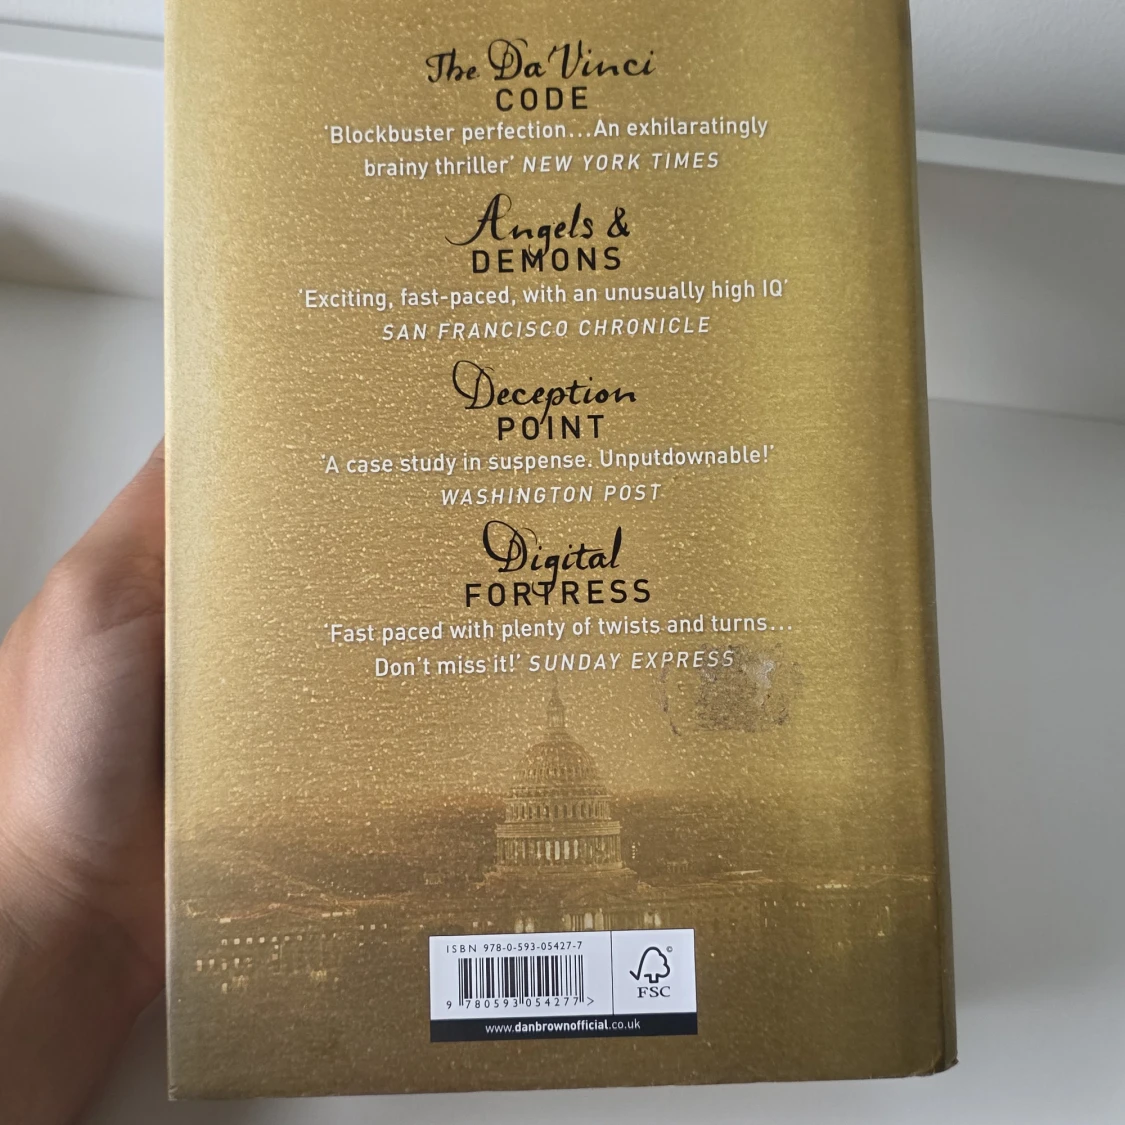 The Da Vinci
CODE
‘Blockbuster perfection...An exhilaratingly
brainy thriller’ NEW YORK TIMES
Angels &
DEMONS
‘Exciting, fast-paced, with an unusually high IQ’
SAN FRANCISCO CHRONICLE
Deception
POINT
‘A case study in suspense. Unputdownable!’
WASHINGTON POST
Digital
FORTRESS
‘Fast paced with plenty of twists and turns...
Don't miss it!’ SUNDAY EXPRESS
ISBN 978-0-593-05427-7
9 780593 054277 >
©
FSC
www.danbrownofficial.co.uk